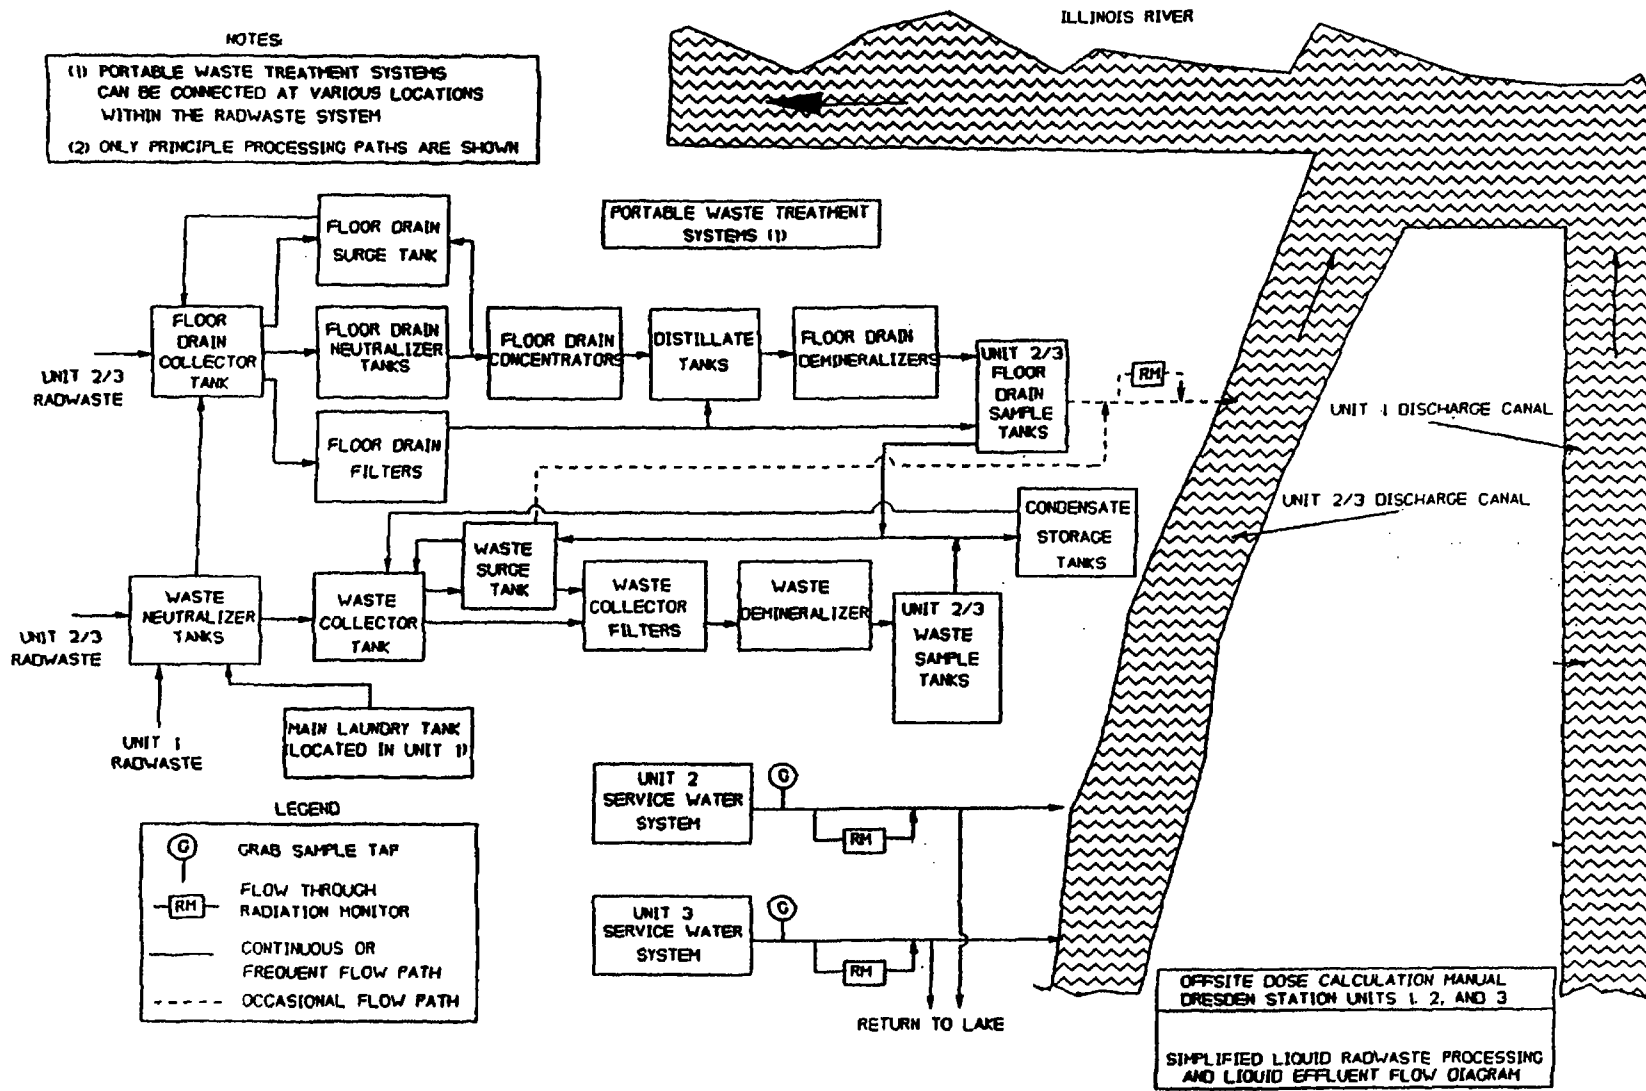 ILLINOIS RIVER
NOTES:
(1) PORTABLE WASTE TREATMENT SYSTEMS
CAN BE CONNECTED AT VARIOUS LOCATIONS
WITHIN THE RADWASTE SYSTEM
(2) ONLY PRINCIPLE PROCESSING PATHS ARE SHOWN
PORTABLE WASTE TREATMENT
SYSTEMS (1)
FLOOR DRAIN
SURGE TANK
UNIT 2/3
RADWASTE
FLOOR
DRAIN
COLLECTOR
TANK
FLOOR DRAIN
NEUTRALIZER
TANKS
FLOOR DRAIN
CONCENTRATORS
DISTILLATE
TANKS
FLOOR DRAIN
DEMINERALIZERS
UNIT 2/3
FLOOR
DRAIN
SAMPLE
TANKS
RM
FLOOR DRAIN
FILTERS
UNIT 1 DISCHARGE CANAL
UNIT 2/3 DISCHARGE CANAL
CONDENSATE
STORAGE
TANKS
UNIT 2/3
RADWASTE
WASTE
NEUTRALIZER
TANKS
WASTE
COLLECTOR
TANK
WASTE
SURGE
TANK
WASTE
COLLECTOR
FILTERS
WASTE
DEMINERALIZER
UNIT 2/3
WASTE
SAMPLE
TANKS
UNIT 1
RADWASTE
MAIN LAUNDRY TANK
(LOCATED IN UNIT 1)
UNIT 2
SERVICE WATER
SYSTEM
G
RM
UNIT 3
SERVICE WATER
SYSTEM
G
RM
RETURN TO LAKE
LEGEND
G GRAB SAMPLE TAP
RM FLOW THROUGH
RADIATION MONITOR
CONTINUOUS OR
FREQUENT FLOW PATH
OCCASIONAL FLOW PATH
OFFSITE DOSE CALCULATION MANUAL
DRESDEN STATION UNITS 1, 2, AND 3
SIMPLIFIED LIQUID RADWASTE PROCESSING
AND LIQUID EFFLUENT FLOW DIAGRAM